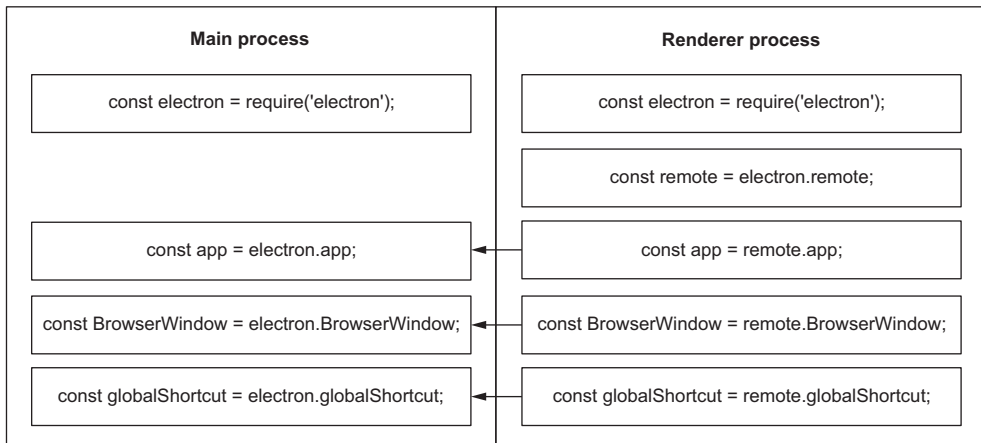 Main process
const electron = require('electron');
const app = electron.app;
const BrowserWindow = electron.BrowserWindow;
const globalShortcut = electron.globalShortcut;
Renderer process
const electron = require('electron');
const remote = electron.remote;
const app = remote.app;
const BrowserWindow = remote.BrowserWindow;
const globalShortcut = remote.globalShortcut;